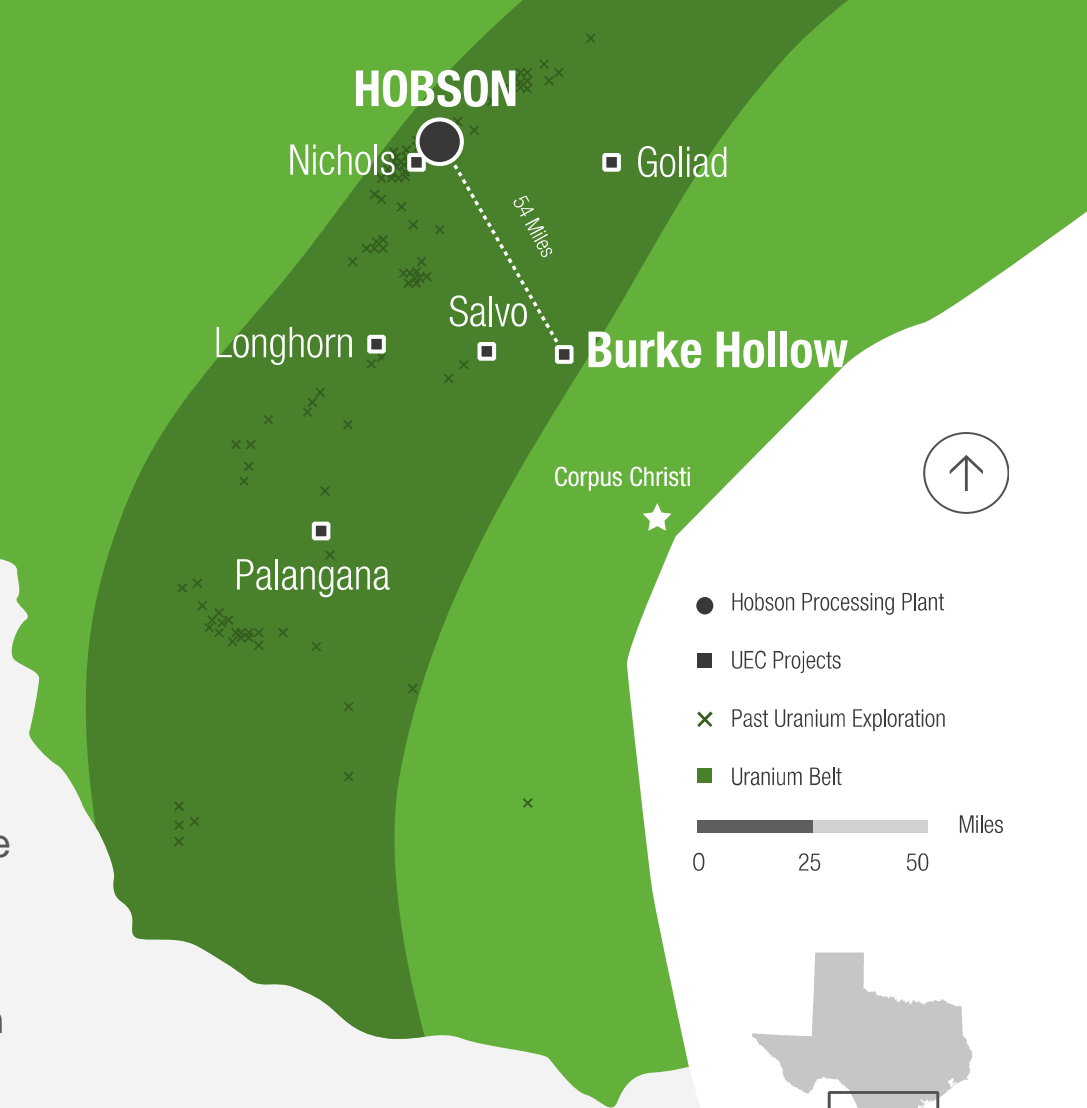 HOBSON
Nichols
Goliad
54 Miles
Salvo
Longhorn
Burke Hollow
Corpus Christi
Palangana
Hobson Processing Plant
UEC Projects
Past Uranium Exploration
Uranium Belt
Miles
0 25 50
e